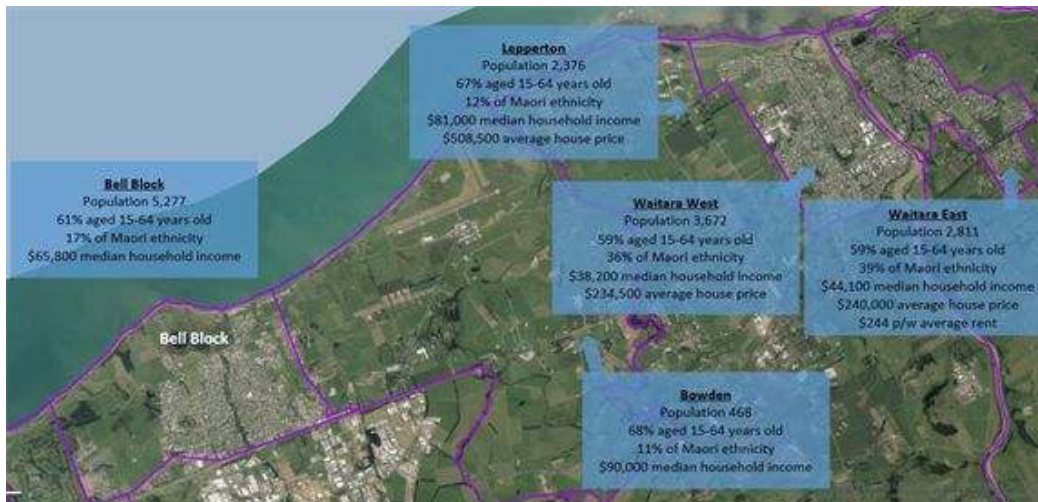 Lepperton
Population 2,376
67% aged 15-64 years old
12% of Maori ethnicity
$81,000 median household income
$508,500 average house price
Bell Block
Population 5,277
61% aged 15-64 years old
17% of Maori ethnicity
$65,800 median household income
Waitara West
Population 3,672
59% aged 15-64 years old
36% of Maori ethnicity
$38,200 median household income
$234,500 average house price
Waitara East
Population 2,811
59% aged 15-64 years old
39% of Maori ethnicity
$44,100 median household income
$240,000 average house price
$244 p/w average rent
Bell Block
Bowden
Population 468
68% aged 15-64 years old
11% of Maori ethnicity
$90,000 median household income